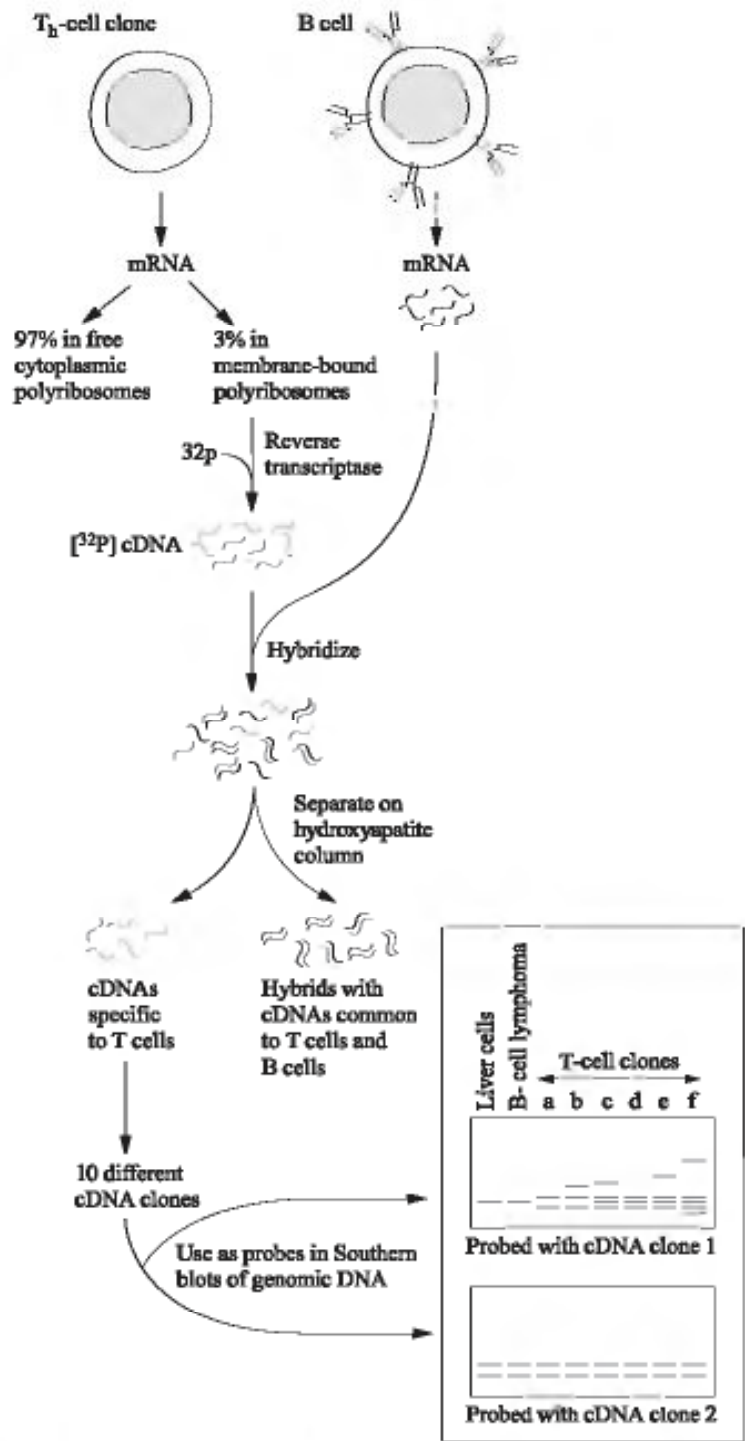 Tₕ-cell clone
B cell
mRNA
mRNA
97% in free
cytoplasmic
polyribosomes
3% in
membrane-bound
polyribosomes
32p
Reverse
transcriptase
[³²P] cDNA
Hybridize
Separate on
hydroxyapatite
column
cDNAs
specific
to T cells
Hybrids with
cDNAs common
to T cells and
B cells
10 different
cDNA clones
Use as probes in Southern
blots of genomic DNA
Liver cells
B- cell lymphoma
T-cell clones
a b c d e f
Probed with cDNA clone 1
Probed with cDNA clone 2